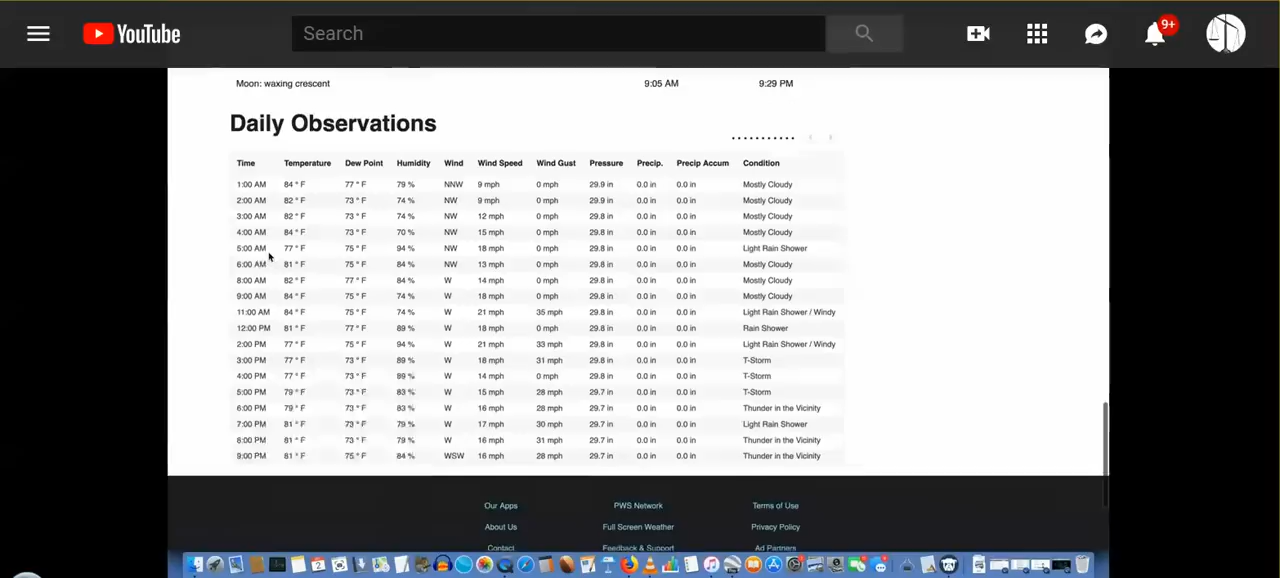 YouTube
Search
9+
Moon: waxing crescent 9:05 AM 9:29 PM
Daily Observations
Time Temperature Dew Point Humidity Wind Wind Speed Wind Gust Pressure Precip. Precip Accum Condition
1:00 AM 84 ° F 77 ° F 79 % NNW 9 mph 0 mph 29.9 in 0.0 in 0.0 in Mostly Cloudy
2:00 AM 82 ° F 73 ° F 74 % NW 9 mph 0 mph 29.9 in 0.0 in 0.0 in Mostly Cloudy
3:00 AM 82 ° F 73 ° F 74 % NW 12 mph 0 mph 29.8 in 0.0 in 0.0 in Mostly Cloudy
4:00 AM 84 ° F 73 ° F 70 % NW 15 mph 0 mph 29.8 in 0.0 in 0.0 in Mostly Cloudy
5:00 AM 77 ° F 75 ° F 94 % NW 18 mph 0 mph 29.8 in 0.0 in 0.0 in Light Rain Shower
6:00 AM 81 ° F 75 ° F 84 % NW 13 mph 0 mph 29.8 in 0.0 in 0.0 in Mostly Cloudy
8:00 AM 82 ° F 77 ° F 84 % W 14 mph 0 mph 29.8 in 0.0 in 0.0 in Mostly Cloudy
9:00 AM 84 ° F 75 ° F 74 % W 18 mph 0 mph 29.8 in 0.0 in 0.0 in Mostly Cloudy
11:00 AM 84 ° F 75 ° F 74 % W 21 mph 35 mph 29.8 in 0.0 in 0.0 in Light Rain Shower / Windy
12:00 PM 81 ° F 77 ° F 89 % W 18 mph 0 mph 29.8 in 0.0 in 0.0 in Rain Shower
2:00 PM 77 ° F 75 ° F 94 % W 21 mph 33 mph 29.8 in 0.0 in 0.0 in Light Rain Shower / Windy
3:00 PM 77 ° F 73 ° F 89 % W 18 mph 31 mph 29.8 in 0.0 in 0.0 in T-Storm
4:00 PM 77 ° F 73 ° F 89 % W 14 mph 0 mph 29.8 in 0.0 in 0.0 in T-Storm
5:00 PM 79 ° F 73 ° F 83 % W 15 mph 28 mph 29.7 in 0.0 in 0.0 in T-Storm
6:00 PM 79 ° F 73 ° F 83 % W 16 mph 28 mph 29.7 in 0.0 in 0.0 in Thunder in the Vicinity
7:00 PM 81 ° F 73 ° F 79 % W 17 mph 30 mph 29.7 in 0.0 in 0.0 in Light Rain Shower
8:00 PM 81 ° F 73 ° F 79 % W 16 mph 31 mph 29.7 in 0.0 in 0.0 in Thunder in the Vicinity
9:00 PM 81 ° F 75 ° F 84 % WSW 16 mph 28 mph 29.7 in 0.0 in 0.0 in Thunder in the Vicinity
Our Apps PWS Network Terms of Use
About Us Full Screen Weather Privacy Policy
Contact Feedback & Support Ad Partners